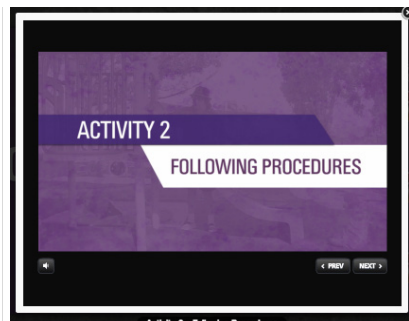 ACTIVITY 2
FOLLOWING PROCEDURES
< PREV
NEXT >